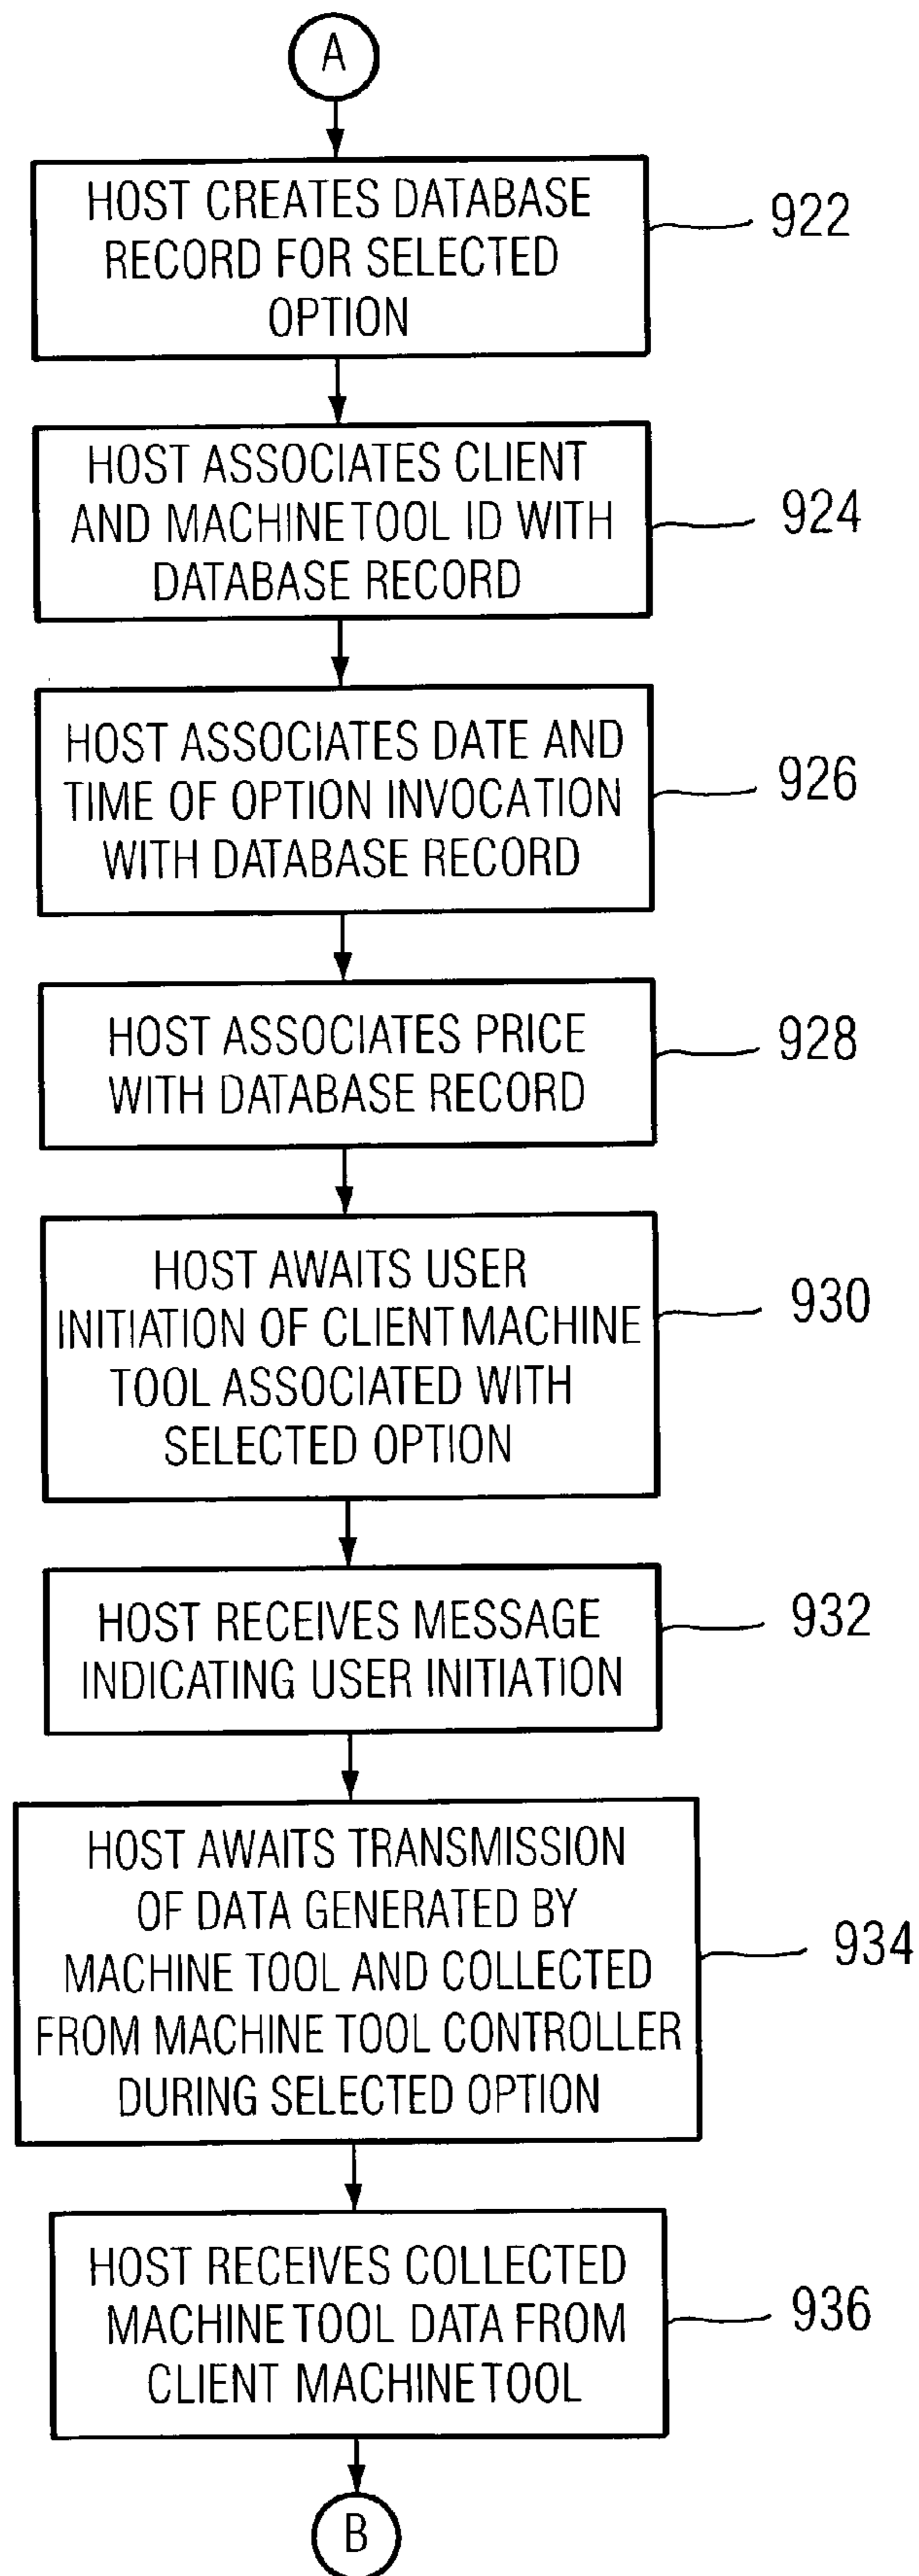 A
HOST CREATES DATABASE
RECORD FOR SELECTED
OPTION
922
HOST ASSOCIATES CLIENT
AND MACHINE TOOL ID WITH
DATABASE RECORD
924
HOST ASSOCIATES DATE AND
TIME OF OPTION INVOCATION
WITH DATABASE RECORD
926
HOST ASSOCIATES PRICE
WITH DATABASE RECORD
928
HOST AWAITS USER
INITIATION OF CLIENT MACHINE
TOOL ASSOCIATED WITH
SELECTED OPTION
930
HOST RECEIVES MESSAGE
INDICATING USER INITIATION
932
HOST AWAITS TRANSMISSION
OF DATA GENERATED BY
MACHINE TOOL AND COLLECTED
FROM MACHINE TOOL CONTROLLER
DURING SELECTED OPTION
934
HOST RECEIVES COLLECTED
MACHINE TOOL DATA FROM
CLIENT MACHINE TOOL
936
B